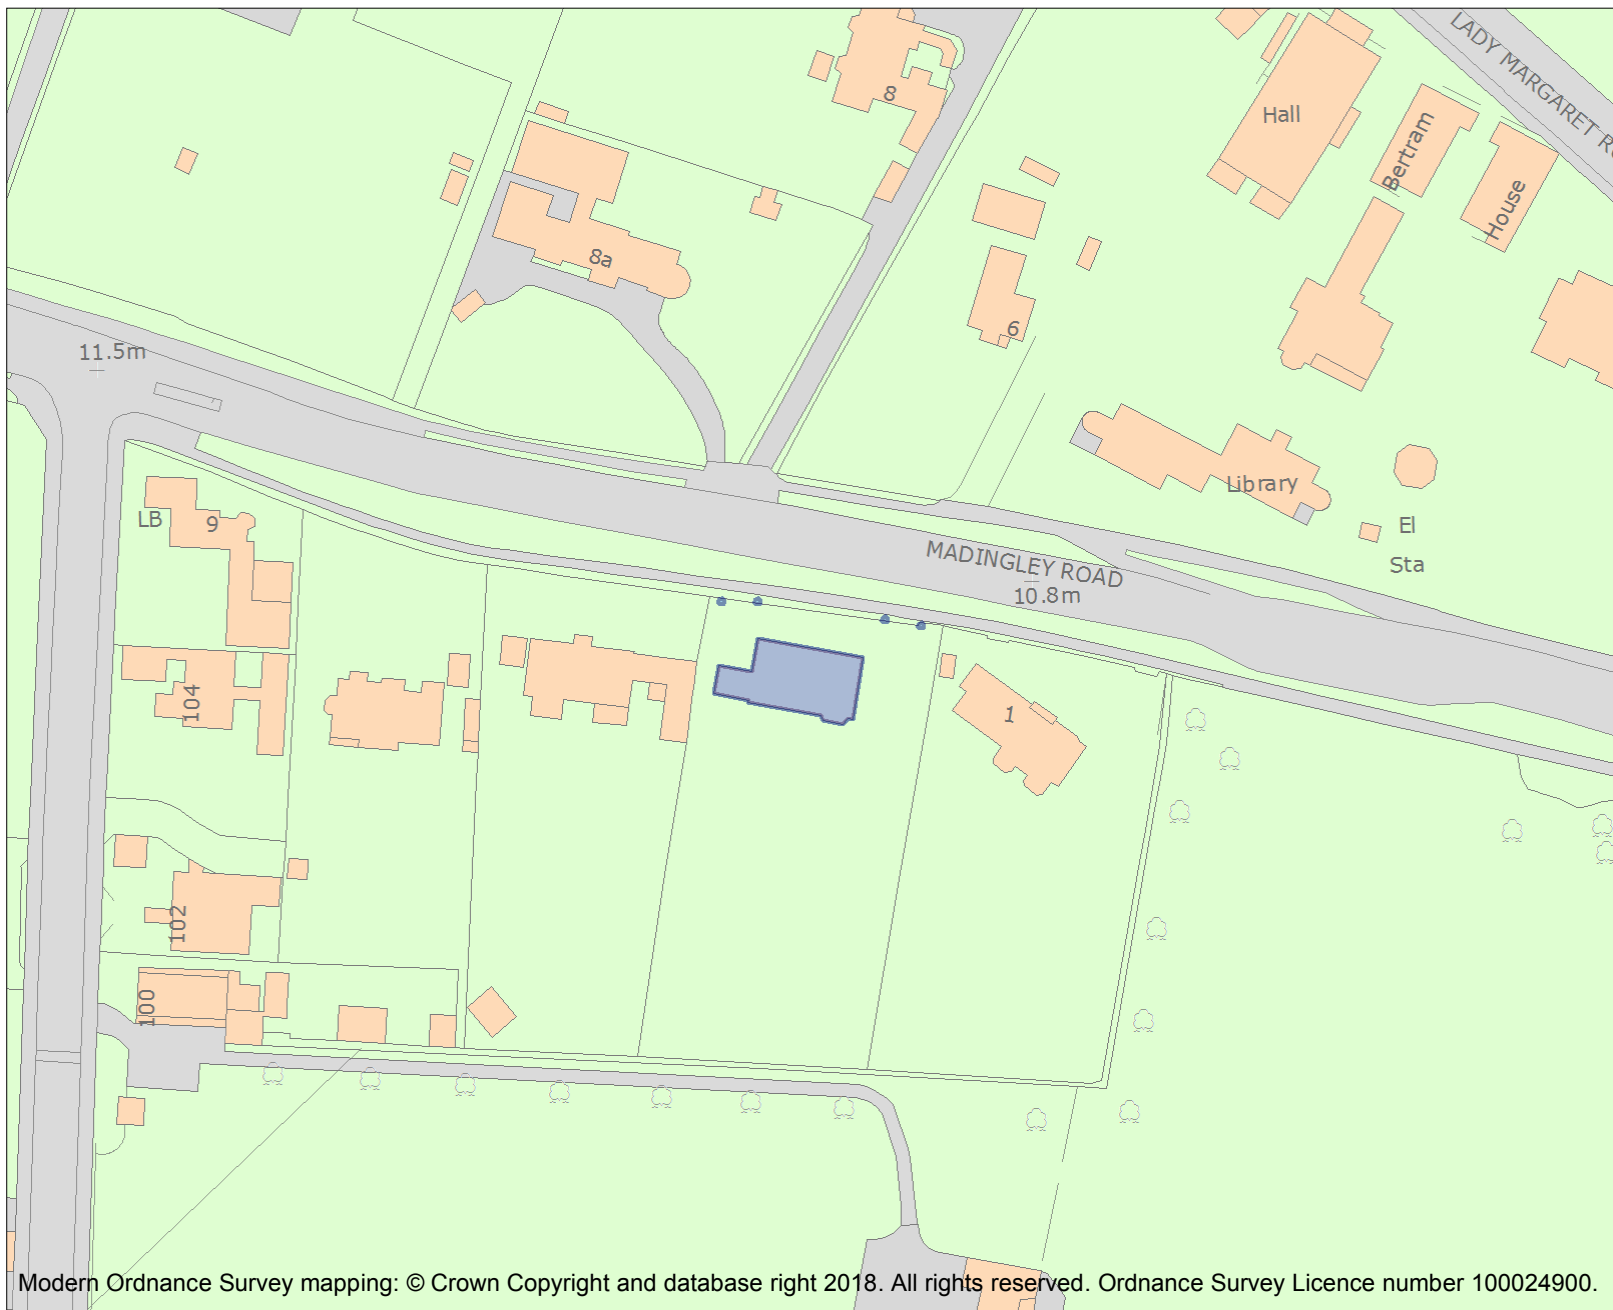 LADY MARGARET
8
Hall
Bertram
House
8a
6
11.5m
Library
LB
9
El
Sta
MADINGLEY ROAD
10.8m
104
1
102
100
Modern Ordnance Survey mapping: © Crown Copyright and database right 2018. All rights reserved. Ordnance Survey Licence number 100024900.